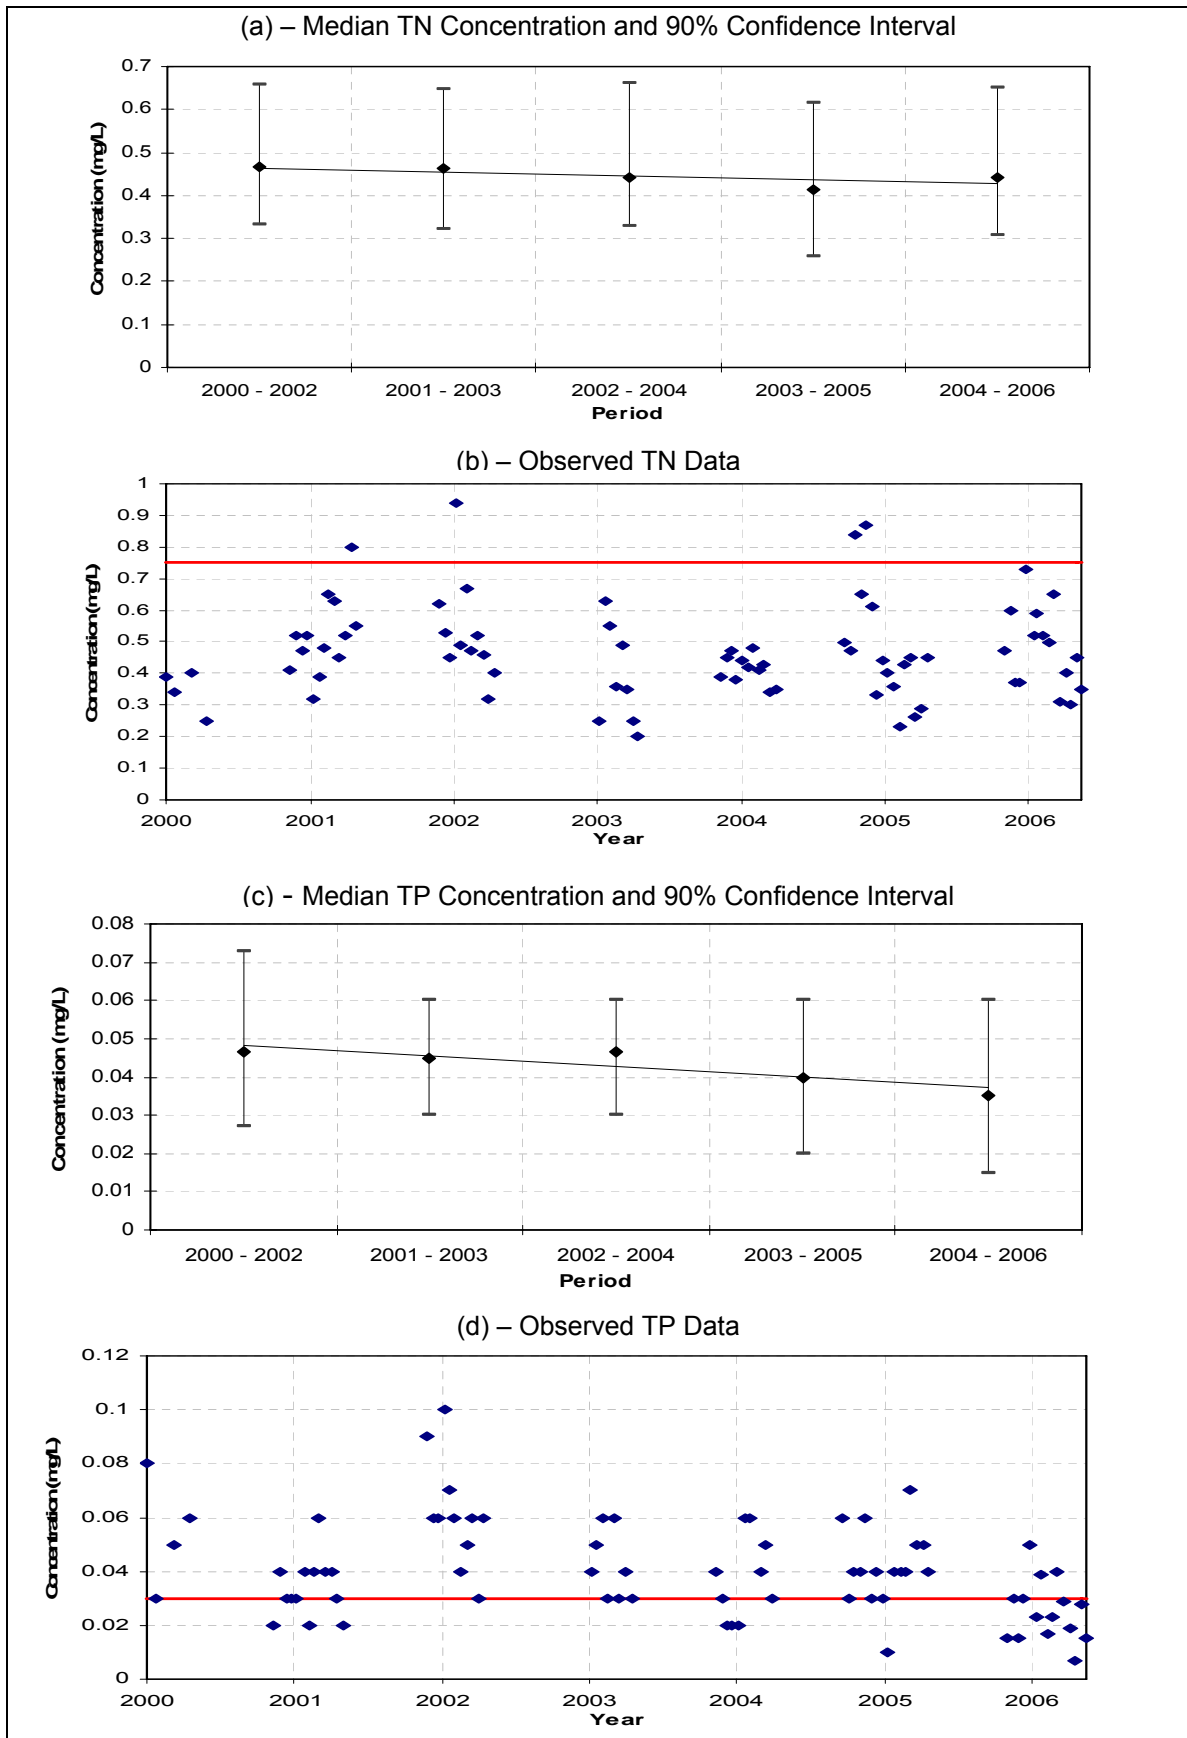 (a) – Median TN Concentration and 90% Confidence Interval
0.7
0.6
0.5
0.4
0.3
0.2
0.1
0
Concentration (mg/L)
2000 - 2002 2001 - 2003 2002 - 2004 2003 - 2005 2004 - 2006
Period
(b) – Observed TN Data
1
0.9
0.8
0.7
0.6
0.5
0.4
0.3
0.2
0.1
0
Concentration (mg/L)
2000 2001 2002 2003 2004 2005 2006
Year
(c) - Median TP Concentration and 90% Confidence Interval
0.08
0.07
0.06
0.05
0.04
0.03
0.02
0.01
0
Concentration (mg/L)
2000 - 2002 2001 - 2003 2002 - 2004 2003 - 2005 2004 - 2006
Period
(d) – Observed TP Data
0.12
0.1
0.08
0.06
0.04
0.02
0
Concentration (mg/L)
2000 2001 2002 2003 2004 2005 2006
Year